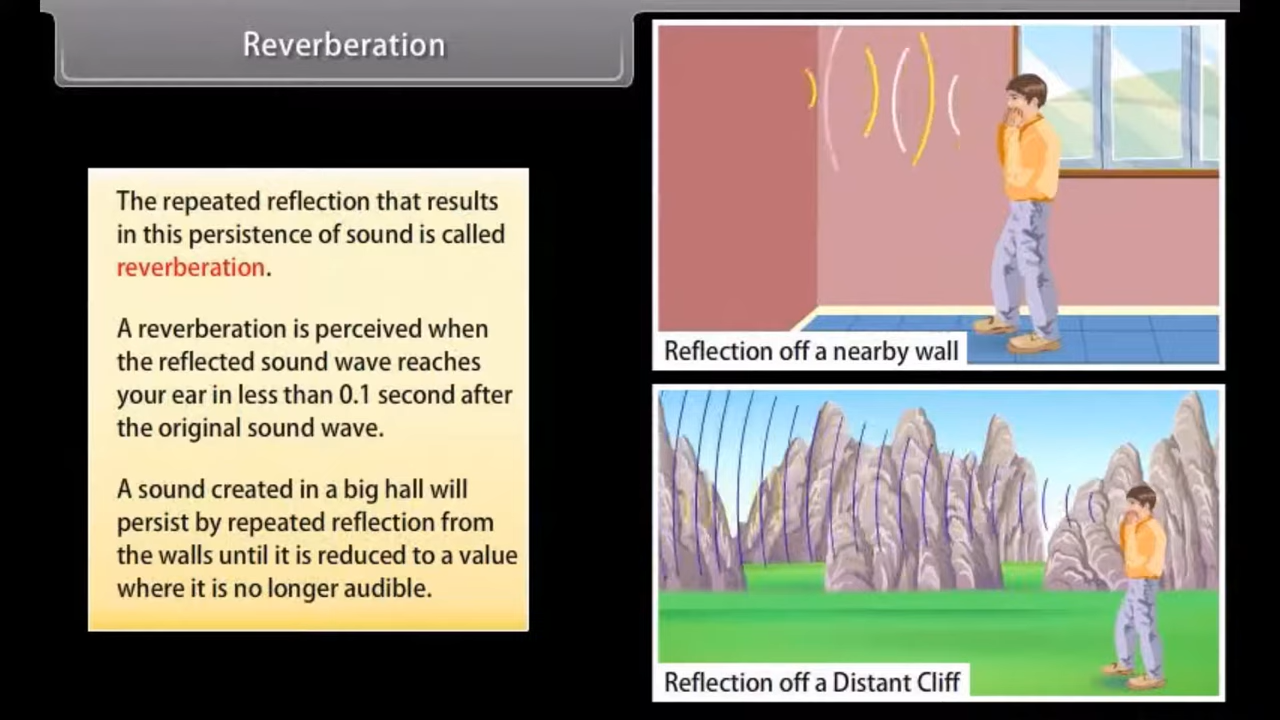 Reverberation
The repeated reflection that results
in this persistence of sound is called
reverberation.
A reverberation is perceived when
the reflected sound wave reaches
your ear in less than 0.1 second after
the original sound wave.
A sound created in a big hall will
persist by repeated reflection from
the walls until it is reduced to a value
where it is no longer audible.
Reflection off a nearby wall
Reflection off a Distant Cliff